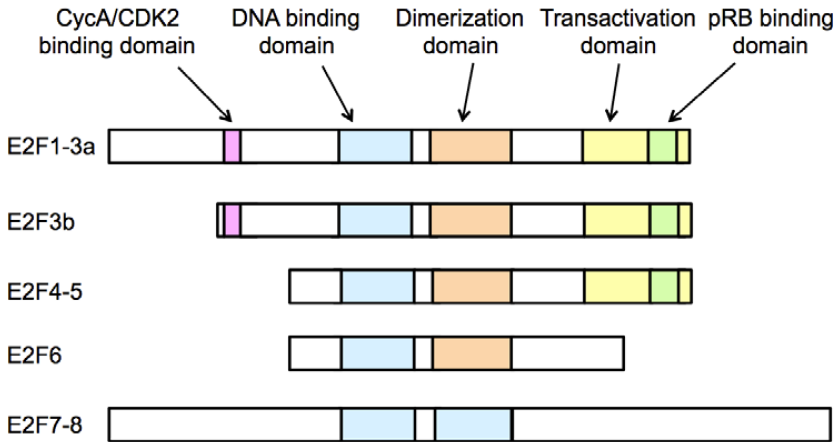 CycA/CDK2 DNA binding Dimerization Transactivation pRB binding
binding domain domain domain domain domain
E2F1-3a
E2F3b
E2F4-5
E2F6
E2F7-8